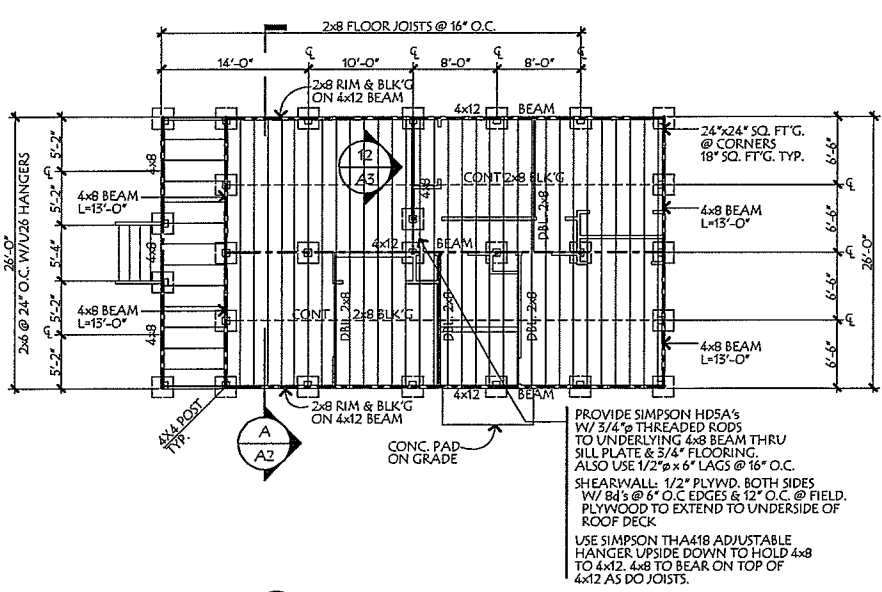 2x8 FLOOR JOISTS @ 16" O.C.
14'-0"
10'-0"
8'-0"
8'-0"
2x8 RIM & BLK'G
ON 4x12 BEAM
4x12 BEAM
24"x24" SQ. FT'G.
@ CORNERS
18" SQ. FT'G. TYP.
26'-0"
2x6 @ 24" O.C. W/U26 HANGERS
5'-2"
5'-2"
5'-4"
5'-2"
5'-2"
4x8
4x8
4x8
4x8 BEAM
L=13'-0"
4x8 BEAM
L=13'-0"
12
A3
4x8
CONT 2x8 BLK'G
DBL. 2x8
4x12 BEAM
CONT 2x8 BLK'G
DBL. 2x8
DBL. 2x8
DBL. 2x8
4x8 BEAM
L=13'-0"
4x8 BEAM
L=13'-0"
6'-6"
6'-6"
6'-6"
6'-6"
26'-0"
4x12 BEAM
4X4 POST
TYP.
2x8 RIM & BLK'G
ON 4x12 BEAM
A
A2
CONC. PAD
ON GRADE
PROVIDE SIMPSON HD5A's
W/ 3/4"ø THREADED RODS
TO UNDERLYING 4x8 BEAM THRU
SILL PLATE & 3/4" FLOORING.
ALSO USE 1/2"ø x 6" LAGS @ 16" O.C.
SHEARWALL: 1/2" PLYWD. BOTH SIDES
W/ 8d's @ 6" O.C EDGES & 12" O.C. @ FIELD.
PLYWOOD TO EXTEND TO UNDERSIDE OF
ROOF DECK
USE SIMPSON THA418 ADJUSTABLE
HANGER UPSIDE DOWN TO HOLD 4x8
TO 4x12. 4x8 TO BEAR ON TOP OF
4x12 AS DO JOISTS.